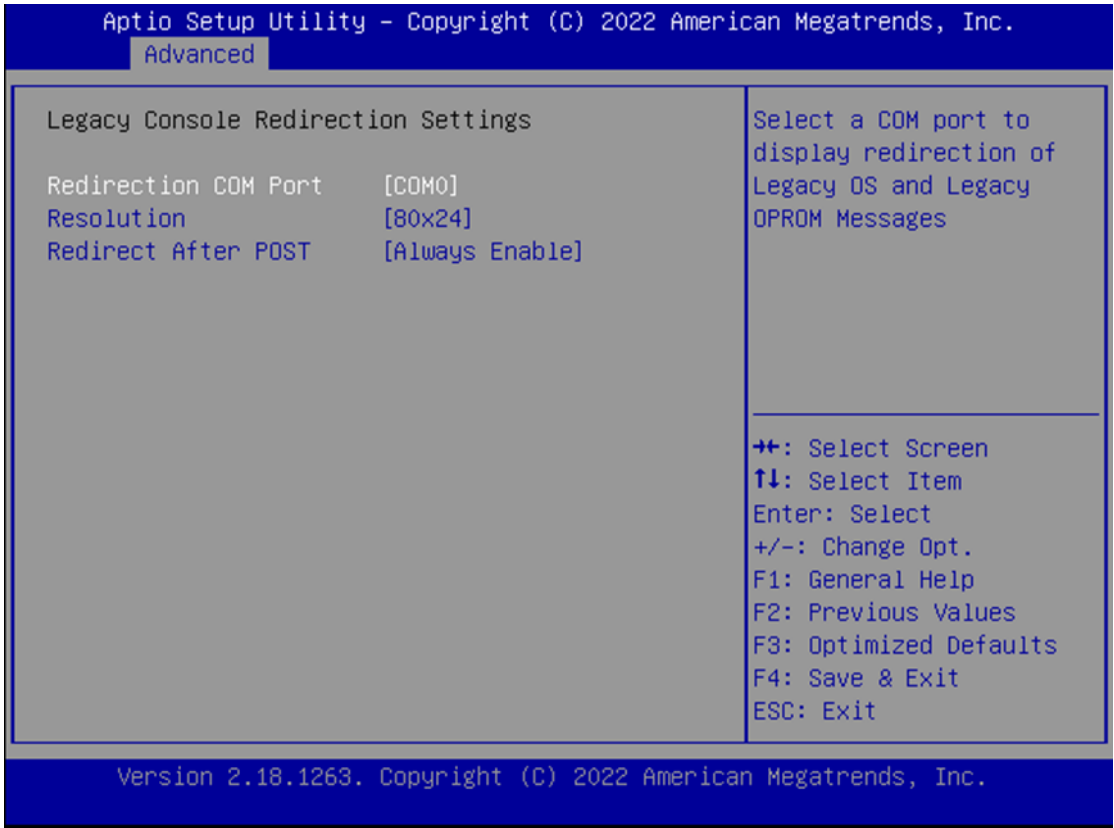 Aptio Setup Utility – Copyright (C) 2022 American Megatrends, Inc.
Advanced
Legacy Console Redirection Settings
Redirection COM Port [COM0]
Resolution [80x24]
Redirect After POST [Always Enable]
Select a COM port to
display redirection of
Legacy OS and Legacy
OPROM Messages
→←: Select Screen
↑↓: Select Item
Enter: Select
+/-: Change Opt.
F1: General Help
F2: Previous Values
F3: Optimized Defaults
F4: Save & Exit
ESC: Exit
Version 2.18.1263. Copyright (C) 2022 American Megatrends, Inc.